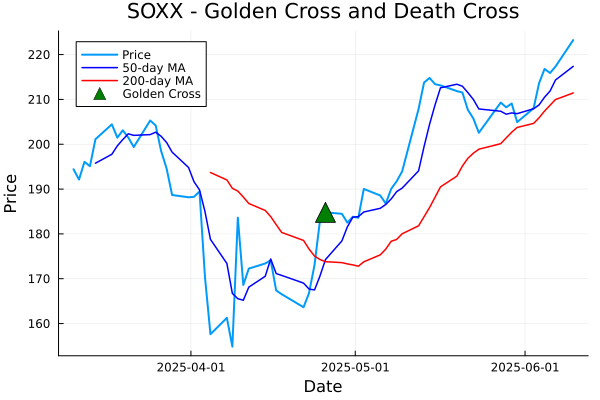 SOXX - Golden Cross and Death Cross
Price
50-day MA
200-day MA
Golden Cross
220
210
200
190
180
170
160
Price
2025-04-01
2025-05-01
2025-06-01
Date